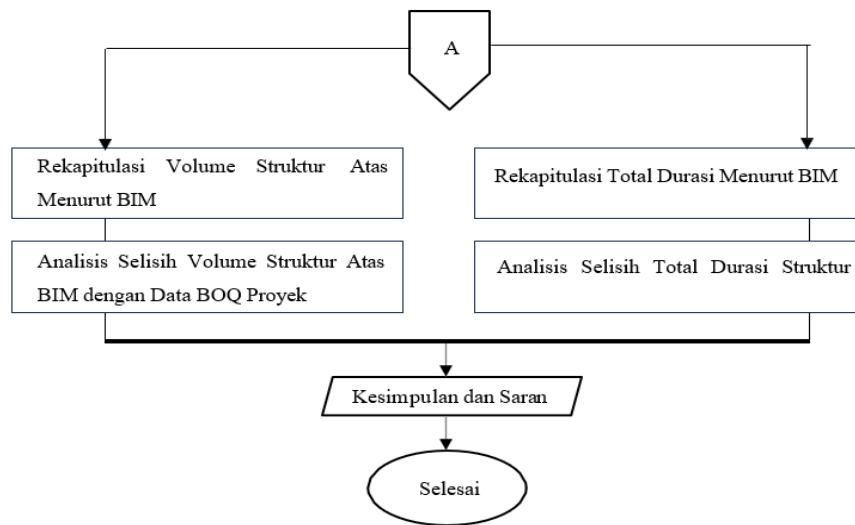 A
Rekapitulasi Volume Struktur Atas
Menurut BIM
Rekapitulasi Total Durasi Menurut BIM
Analisis Selisih Volume Struktur Atas
BIM dengan Data BOQ Proyek
Analisis Selisih Total Durasi Struktur
Kesimpulan dan Saran
Selesai